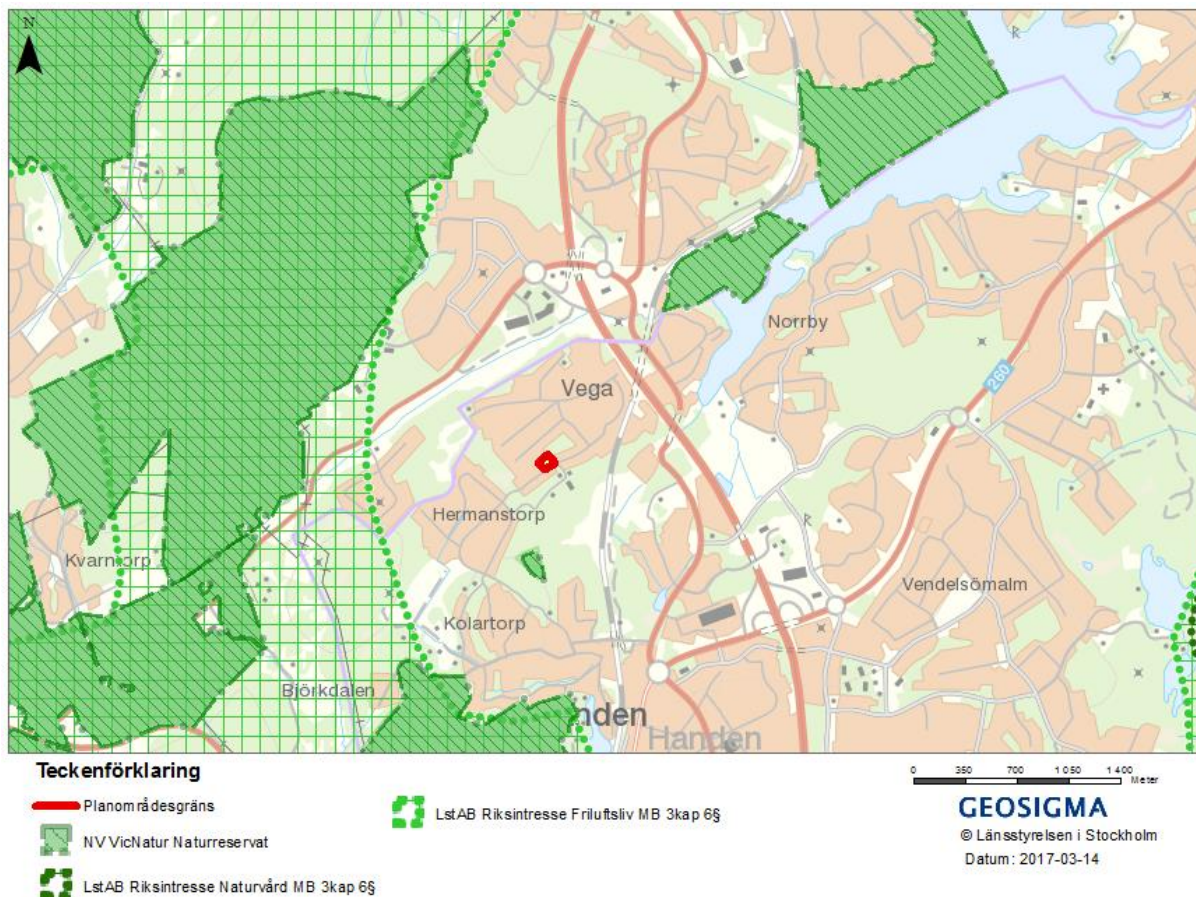 N
Norrby
Vega
260
Hermanstorp
Kvarntorp
Vendelsömalm
Kolartorp
Björkdalen
nden
Handen
Teckenförklaring
Planområdesgräns
NV VicNatur Naturreservat
LstAB Riksintresse Naturvård MB 3kap 6§
LstAB Riksintresse Friluftsliv MB 3kap 6§
0 350 700 1 050 1 400
Meter
GEOSIGMA
© Länsstyrelsen i Stockholm
Datum: 2017-03-14